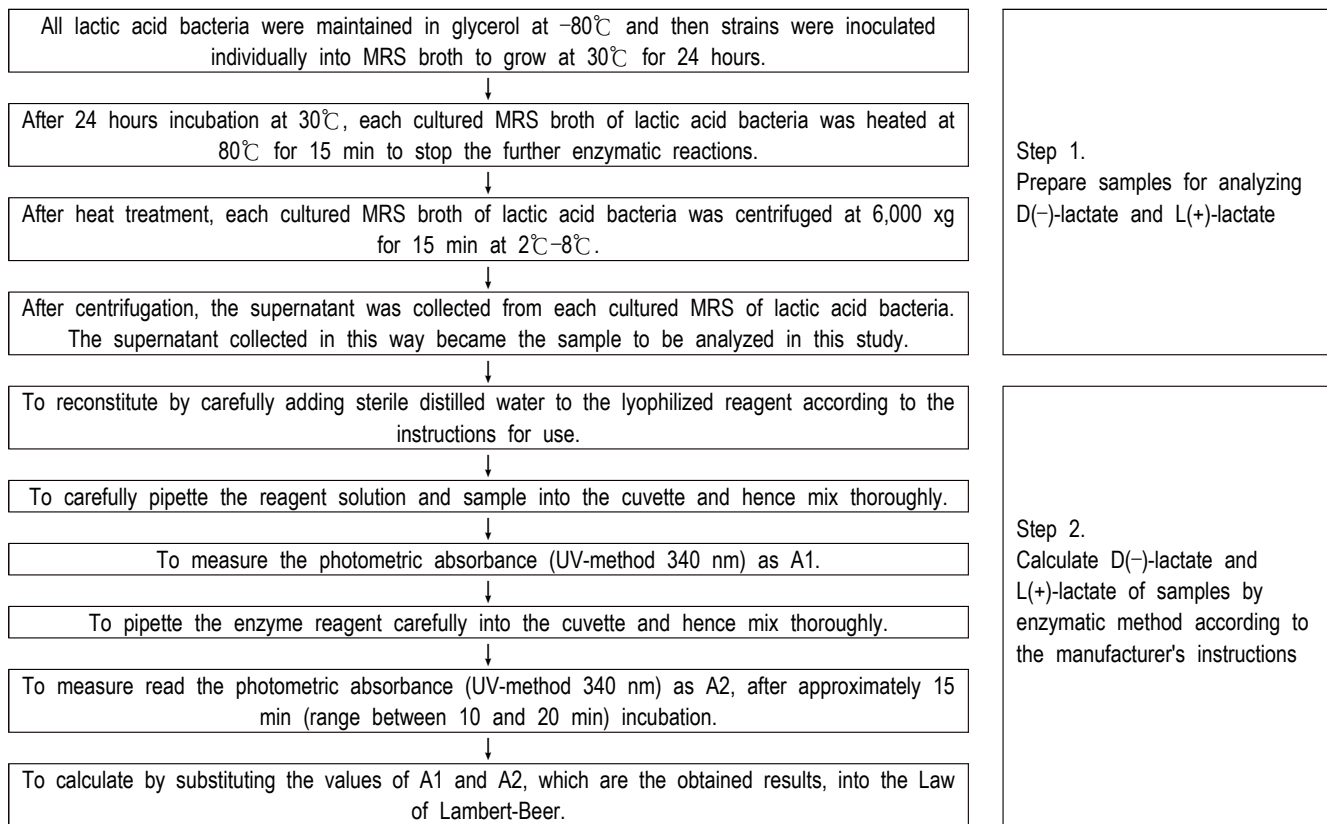 All lactic acid bacteria were maintained in glycerol at −80℃ and then strains were inoculated
individually into MRS broth to grow at 30℃ for 24 hours.
After 24 hours incubation at 30℃, each cultured MRS broth of lactic acid bacteria was heated at
80℃ for 15 min to stop the further enzymatic reactions.
After heat treatment, each cultured MRS broth of lactic acid bacteria was centrifuged at 6,000 xg
for 15 min at 2℃−8℃.
After centrifugation, the supernatant was collected from each cultured MRS of lactic acid bacteria.
The supernatant collected in this way became the sample to be analyzed in this study.
Step 1.
Prepare samples for analyzing
D(−)-lactate and L(+)-lactate
To reconstitute by carefully adding sterile distilled water to the lyophilized reagent according to the
instructions for use.
To carefully pipette the reagent solution and sample into the cuvette and hence mix thoroughly.
To measure the photometric absorbance (UV-method 340 nm) as A1.
To pipette the enzyme reagent carefully into the cuvette and hence mix thoroughly.
To measure read the photometric absorbance (UV-method 340 nm) as A2, after approximately 15
min (range between 10 and 20 min) incubation.
To calculate by substituting the values of A1 and A2, which are the obtained results, into the Law
of Lambert-Beer.
Step 2.
Calculate D(−)-lactate and
L(+)-lactate of samples by
enzymatic method according to
the manufacturer's instructions